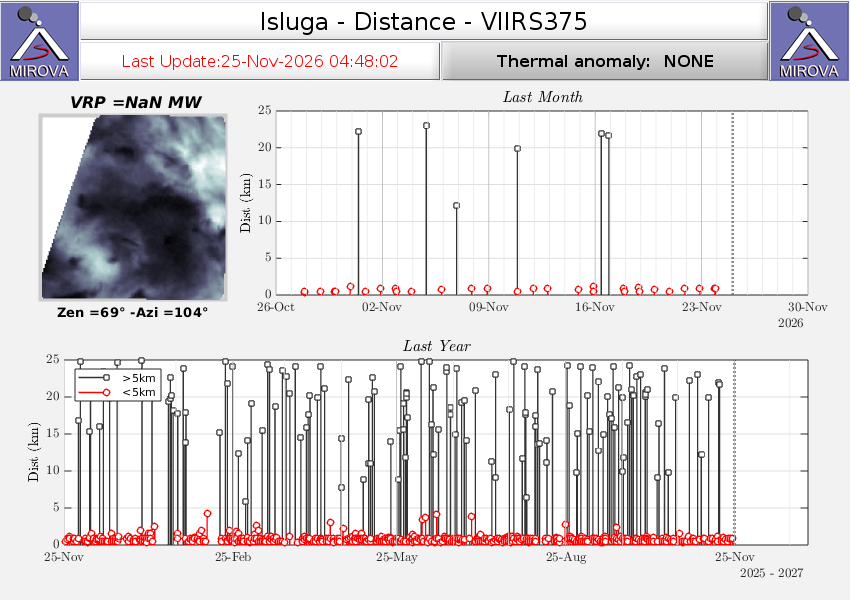 Isluga - Distance - VIIRS375
MIROVA
Last Update:25-Nov-2026 04:48:02
Thermal anomaly: NONE
MIROVA
VRP =NaN MW
Zen =69° -Azi =104°
Last Month
Dist (km)
25
20
15
10
5
0
26-Oct 02-Nov 09-Nov 16-Nov 23-Nov 30-Nov
2026
Last Year
Dist (km)
25
20
15
10
5
0
>5km
<5km
25-Nov 25-Feb 25-May 25-Aug 25-Nov
2025 - 2027